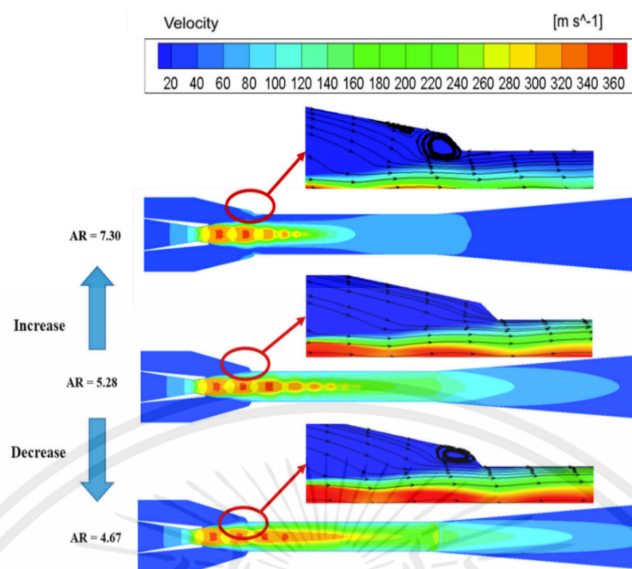 Velocity [m s^-1]
20 40 60 80 100 120 140 160 180 200 220 240 260 280 300 320 340 360
AR = 7.30
Increase
AR = 5.28
Decrease
AR = 4.67